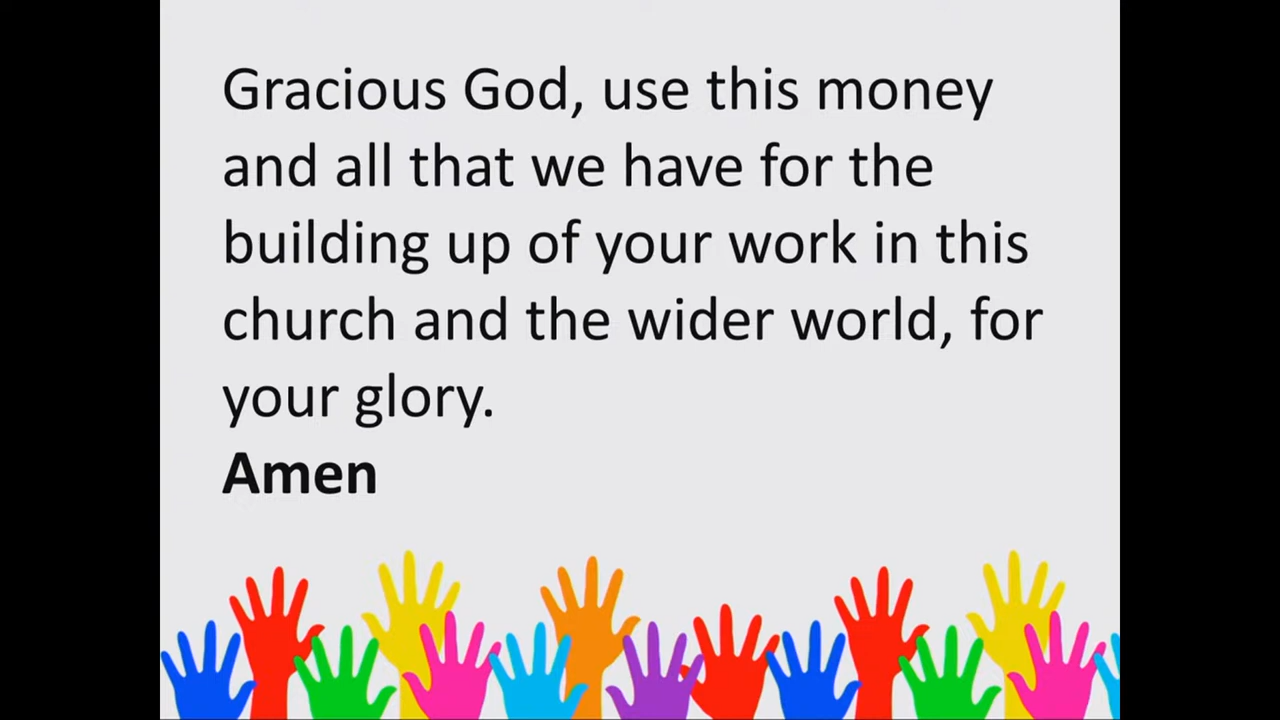 Gracious God, use this money
and all that we have for the
building up of your work in this
church and the wider world, for
your glory.
Amen